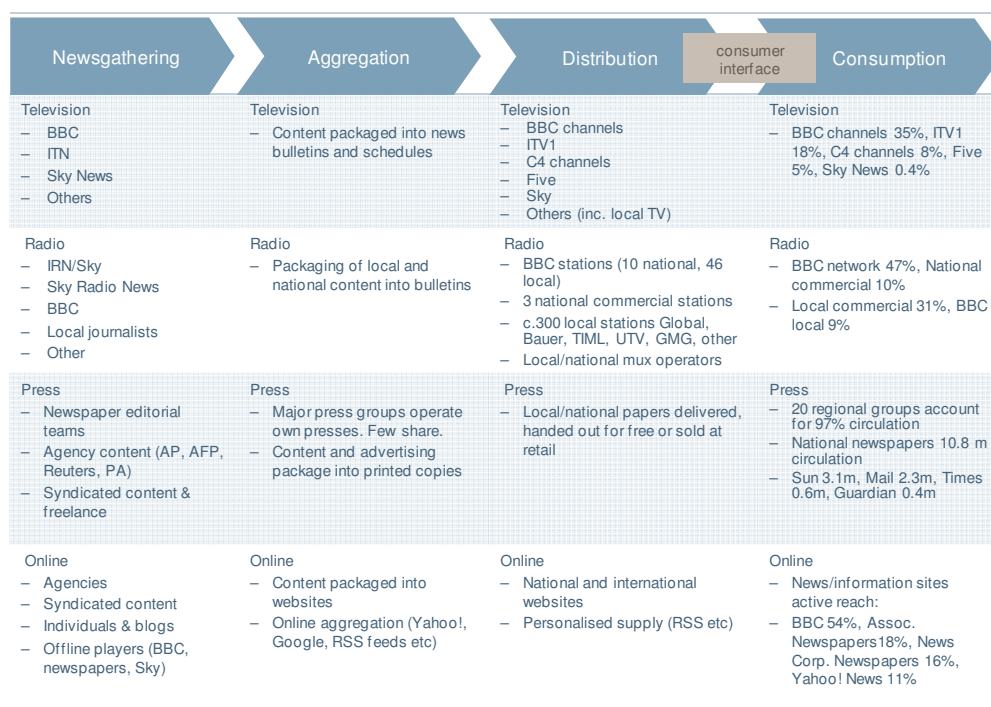 Newsgathering
Aggregation
Distribution
consumer
interface
Consumption
Television
– BBC
– ITN
– Sky News
– Others
Television
– Content packaged into news
bulletins and schedules
Television
– BBC channels
– ITV1
– C4 channels
– Five
– Sky
– Others (inc. local TV)
Television
– BBC channels 35%, ITV1
18%, C4 channels 8%, Five
5%, Sky News 0.4%
Radio
– IRN/Sky
– Sky Radio News
– BBC
– Local journalists
– Other
Radio
– Packaging of local and
national content into bulletins
Radio
– BBC stations (10 national, 46
local)
– 3 national commercial stations
– c.300 local stations Global,
Bauer, TIML, UTV, GMG, other
– Local/national mux operators
Radio
– BBC network 47%, National
commercial 10%
– Local commercial 31%, BBC
local 9%
Press
– Newspaper editorial
teams
– Agency content (AP, AFP,
Reuters, PA)
– Syndicated content &
freelance
Press
– Major press groups operate
own presses. Few share.
– Content and advertising
package into printed copies
Press
– Local/national papers delivered,
handed out for free or sold at
retail
Press
– 20 regional groups account
for 97% circulation
– National newspapers 10.8 m
circulation
– Sun 3.1m, Mail 2.3m, Times
0.6m, Guardian 0.4m
Online
– Agencies
– Syndicated content
– Individuals & blogs
– Offline players (BBC,
newspapers, Sky)
Online
– Content packaged into
websites
– Online aggregation (Yahoo!,
Google, RSS feeds etc)
Online
– National and international
websites
– Personalised supply (RSS etc)
Online
– News/information sites
active reach:
– BBC 54%, Assoc.
Newspapers18%, News
Corp. Newspapers 16%,
Yahoo! News 11%